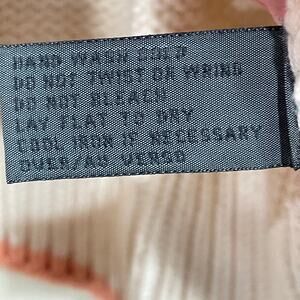 HAND WASH COLD
DO NOT TWIST OR WRING
DO NOT BLEACH
LAY FLAT TO DRY
COOL IRON IF NECESSARY
OVER/AU VERSO